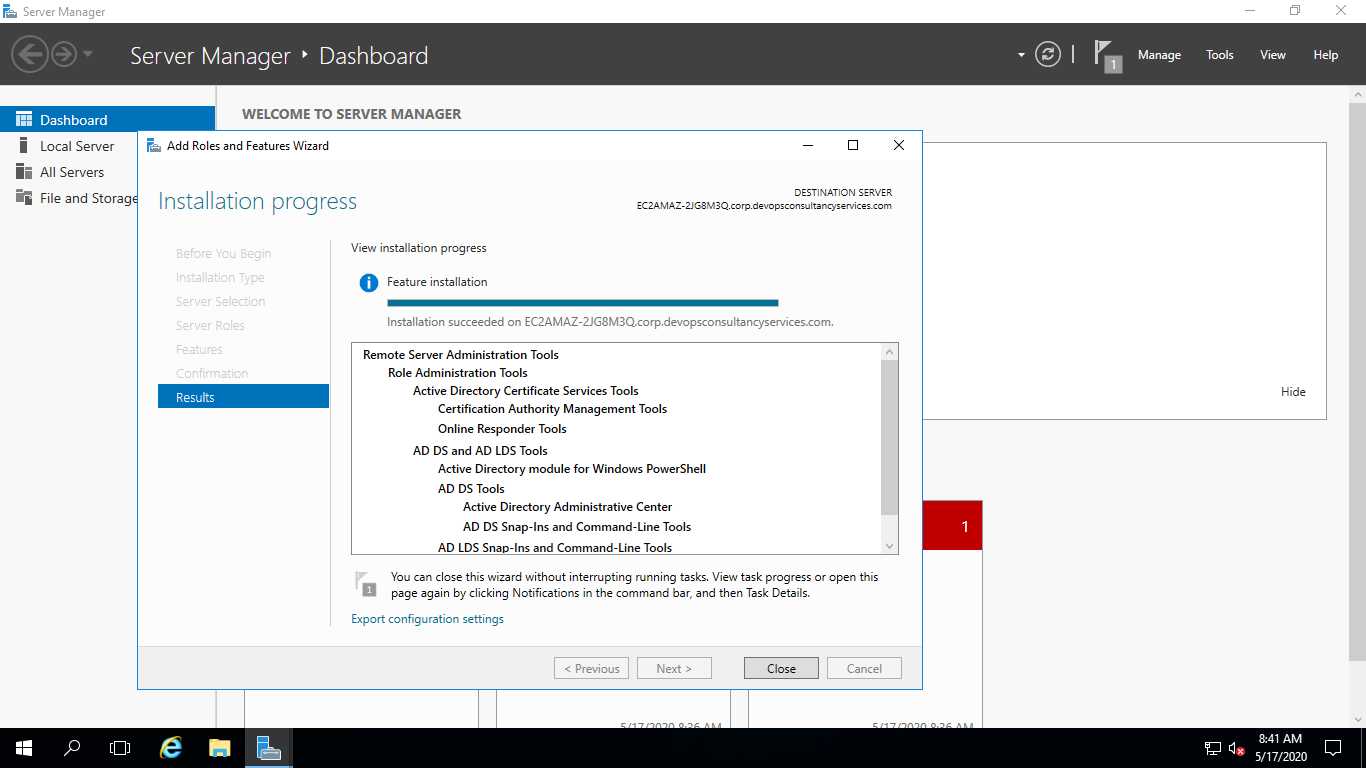 Server Manager
Server Manager ‣ Dashboard
1
Manage
Tools
View
Help
Dashboard
Local Server
All Servers
File and Storage
WELCOME TO SERVER MANAGER
Add Roles and Features Wizard
Installation progress
DESTINATION SERVER
EC2AMAZ-2JG8M3Q.corp.devopsconsultancyservices.com
Before You Begin
Installation Type
Server Selection
Server Roles
Features
Confirmation
Results
View installation progress
Feature installation
Installation succeeded on EC2AMAZ-2JG8M3Q.corp.devopsconsultancyservices.com.
Remote Server Administration Tools
Role Administration Tools
Active Directory Certificate Services Tools
Certification Authority Management Tools
Online Responder Tools
AD DS and AD LDS Tools
Active Directory module for Windows PowerShell
AD DS Tools
Active Directory Administrative Center
AD DS Snap-Ins and Command-Line Tools
AD LDS Snap-Ins and Command-Line Tools
1
You can close this wizard without interrupting running tasks. View task progress or open this
page again by clicking Notifications in the command bar, and then Task Details.
Export configuration settings
< Previous
Next >
Close
Cancel
Hide
1
5/17/2020 8:36 AM
5/17/2020 8:36 AM
8:41 AM
5/17/2020